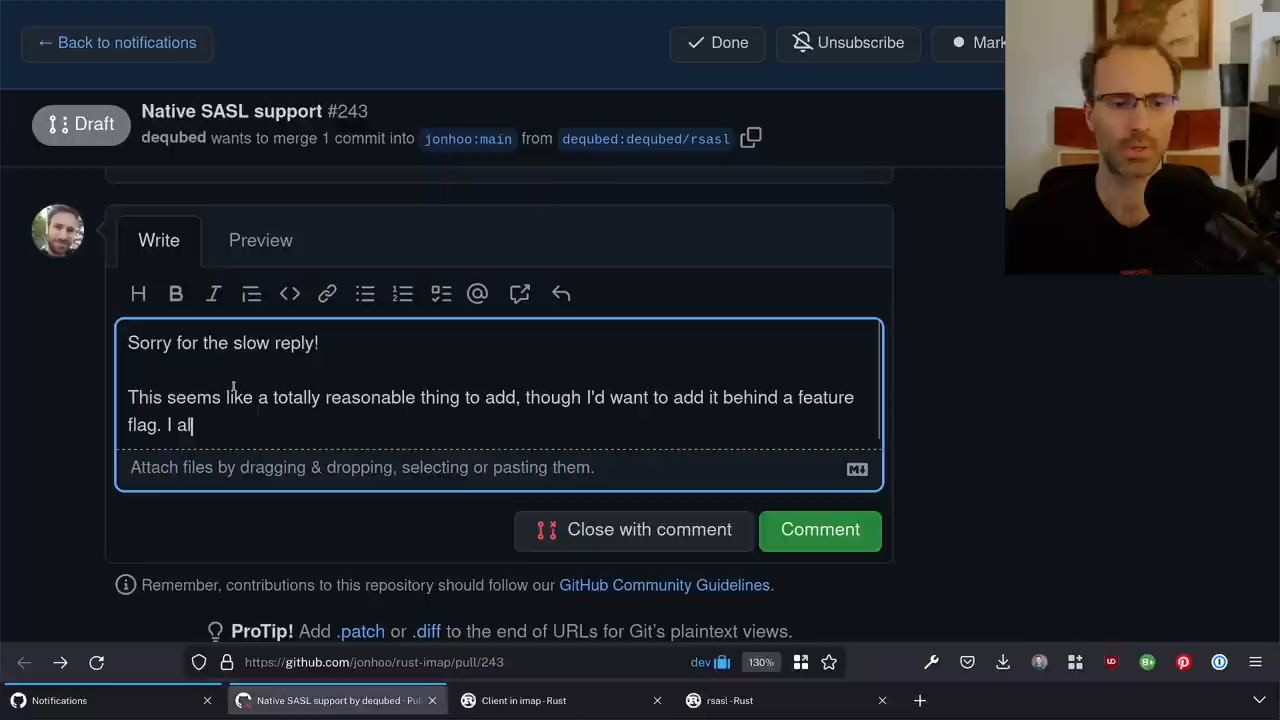 ← Back to notifications
Done
Unsubscribe
Mark
Draft
Native SASL support #243
dequbed wants to merge 1 commit into jonhoo:main from dequbed:dequbed/rsasl
Write
Preview
Sorry for the slow reply!
This seems like a totally reasonable thing to add, though I'd want to add it behind a feature
flag. I al
Attach files by dragging & dropping, selecting or pasting them.
Close with comment
Comment
Remember, contributions to this repository should follow our GitHub Community Guidelines.
ProTip! Add .patch or .diff to the end of URLs for Git's plaintext views.
https://github.com/jonhoo/rust-imap/pull/243
dev
130%
Notifications
Native SASL support by dequbed · Pul
Client in imap - Rust
rsasl - Rust